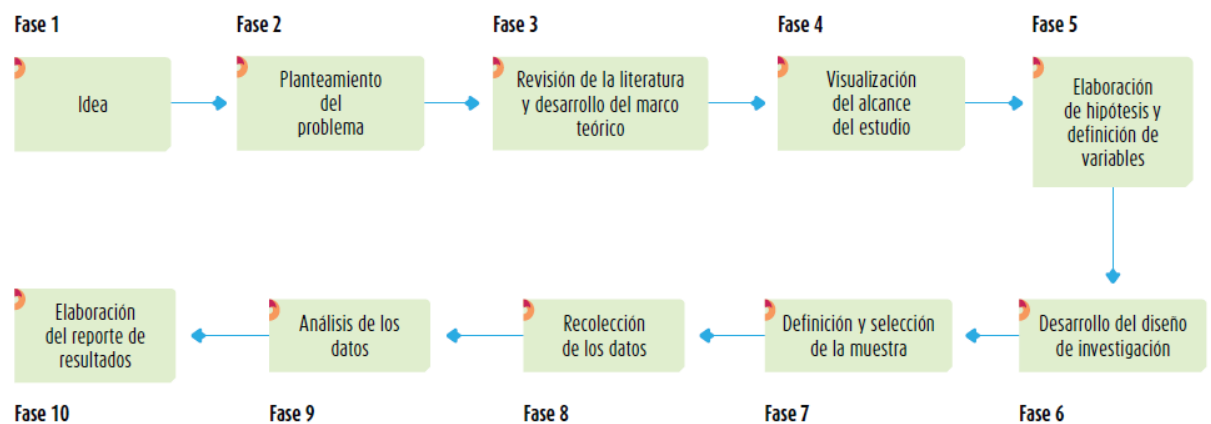 Fase 1
Fase 2
Fase 3
Fase 4
Fase 5
Idea
Planteamiento
del
problema
Revisión de la literatura
y desarrollo del marco
teórico
Visualización
del alcance
del estudio
Elaboración
de hipótesis y
definición de
variables
Elaboración
del reporte de
resultados
Análisis de los
datos
Recolección
de los datos
Definición y selección
de la muestra
Desarrollo del diseño
de investigación
Fase 10
Fase 9
Fase 8
Fase 7
Fase 6